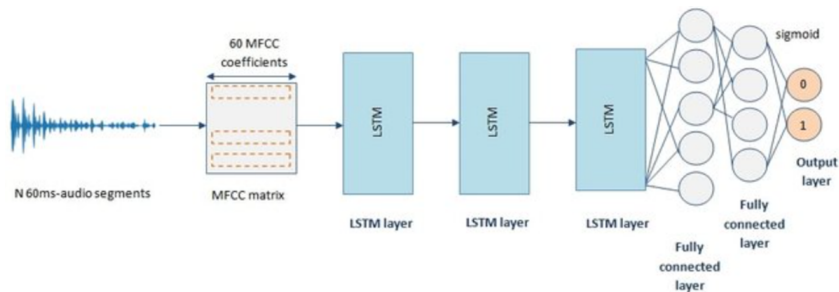 60 MFCC
coefficients
N 60ms-audio segments
MFCC matrix
LSTM
LSTM layer
LSTM
LSTM layer
LSTM
LSTM layer
Fully
connected
layer
Fully
connected
layer
sigmoid
0
1
Output
layer